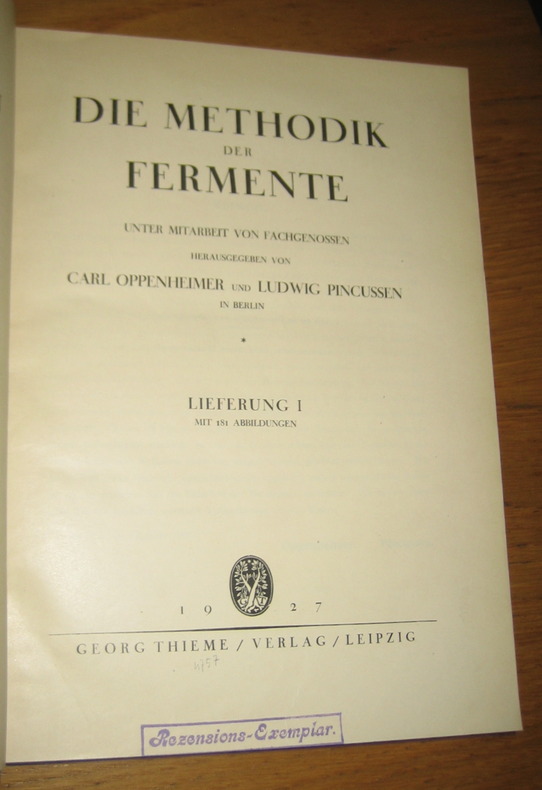 DIE METHODIK
DER
FERMENTE
UNTER MITARBEIT VON FACHGENOSSEN
HERAUSGEGEBEN VON
CARL OPPENHEIMER UND LUDWIG PINCUSSEN
IN BERLIN
*
LIEFERUNG I
MIT 181 ABBILDUNGEN
1 9 2 7
GEORG THIEME / VERLAG / LEIPZIG
Rezensions-Exemplar.